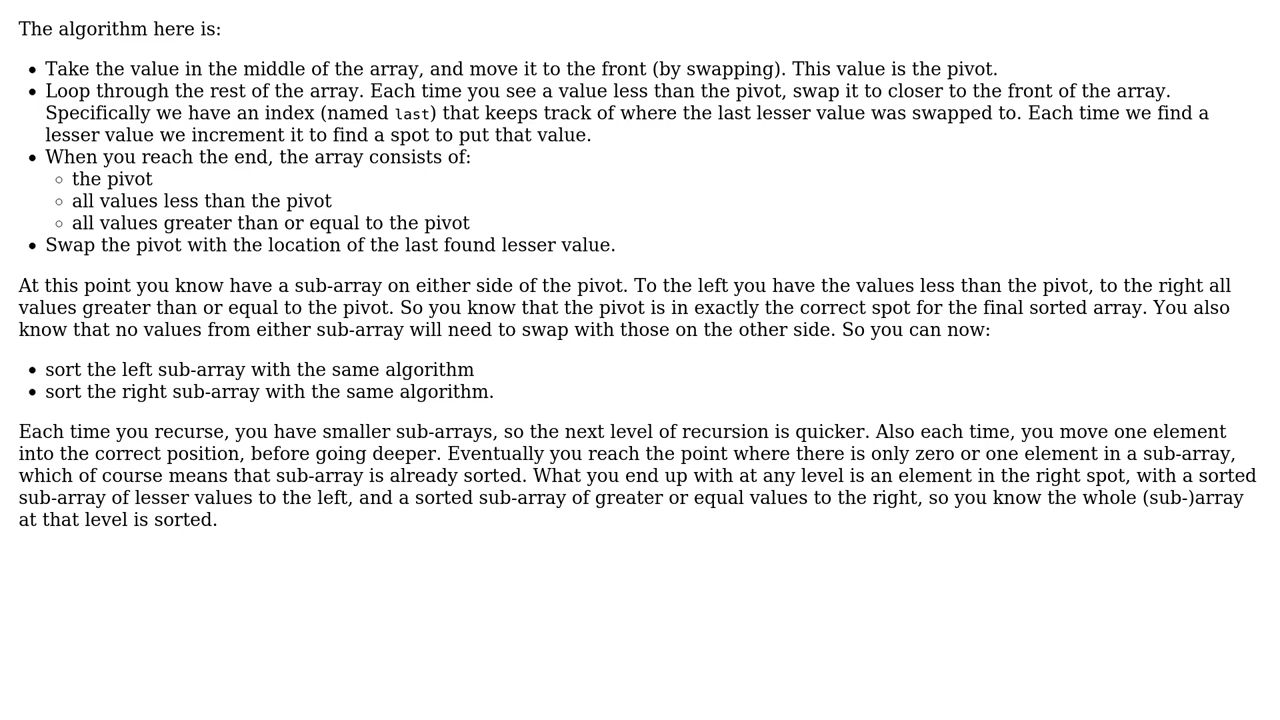 The algorithm here is:
• Take the value in the middle of the array, and move it to the front (by swapping). This value is the pivot.
• Loop through the rest of the array. Each time you see a value less than the pivot, swap it to closer to the front of the array.
Specifically we have an index (named last) that keeps track of where the last lesser value was swapped to. Each time we find a
lesser value we increment it to find a spot to put that value.
• When you reach the end, the array consists of:
◦ the pivot
◦ all values less than the pivot
◦ all values greater than or equal to the pivot
• Swap the pivot with the location of the last found lesser value.
At this point you know have a sub-array on either side of the pivot. To the left you have the values less than the pivot, to the right all
values greater than or equal to the pivot. So you know that the pivot is in exactly the correct spot for the final sorted array. You also
know that no values from either sub-array will need to swap with those on the other side. So you can now:
• sort the left sub-array with the same algorithm
• sort the right sub-array with the same algorithm.
Each time you recurse, you have smaller sub-arrays, so the next level of recursion is quicker. Also each time, you move one element
into the correct position, before going deeper. Eventually you reach the point where there is only zero or one element in a sub-array,
which of course means that sub-array is already sorted. What you end up with at any level is an element in the right spot, with a sorted
sub-array of lesser values to the left, and a sorted sub-array of greater or equal values to the right, so you know the whole (sub-)array
at that level is sorted.